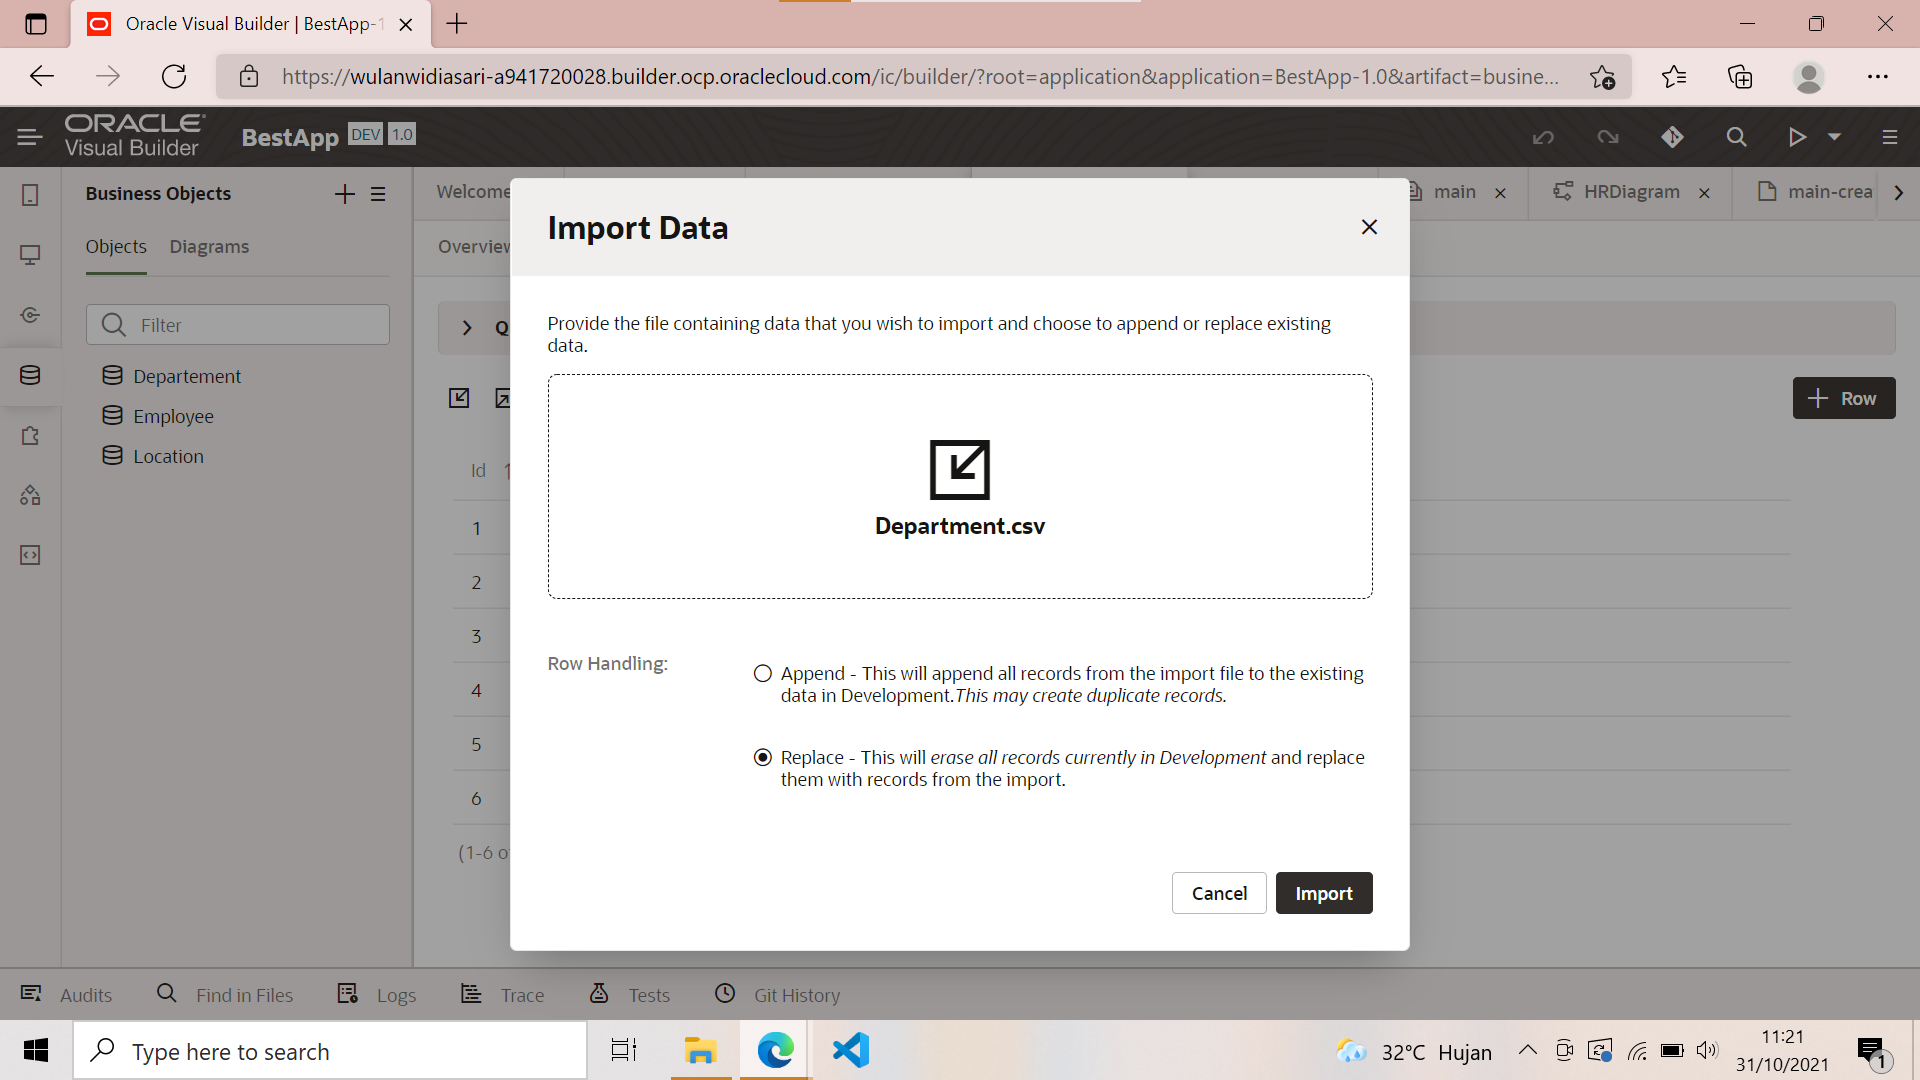 Oracle Visual Builder | BestApp-1
https://wulanwidiasari-a941720028.builder.ocp.oraclecloud.com/ic/builder/?root=application&application=BestApp-1.0&artifact=busine...
ORACLE
Visual Builder
BestApp DEV 1.0
Business Objects
Welcome
main
HRDiagram
main-crea
Objects Diagrams
Overview
Filter
Departement
Employee
Location
Q
Row
Id
1
2
3
4
5
6
(1-6 o
Import Data
Provide the file containing data that you wish to import and choose to append or replace existing
data.
Department.csv
Row Handling:
Append - This will append all records from the import file to the existing
data in Development.This may create duplicate records.
Replace - This will erase all records currently in Development and replace
them with records from the import.
Cancel Import
Audits Find in Files Logs Trace Tests Git History
Type here to search
32°C Hujan
11:21
31/10/2021
1